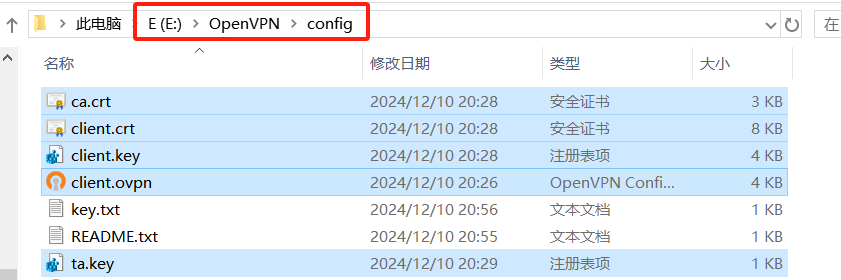 此电脑 E (E:) OpenVPN config 在
名称 修改日期 类型 大小
ca.crt 2024/12/10 20:28 安全证书 3 KB
client.crt 2024/12/10 20:28 安全证书 8 KB
client.key 2024/12/10 20:28 注册表项 4 KB
client.ovpn 2024/12/10 20:26 OpenVPN Confi... 4 KB
key.txt 2024/12/10 20:56 文本文档 1 KB
README.txt 2024/12/10 20:55 文本文档 1 KB
ta.key 2024/12/10 20:29 注册表项 1 KB